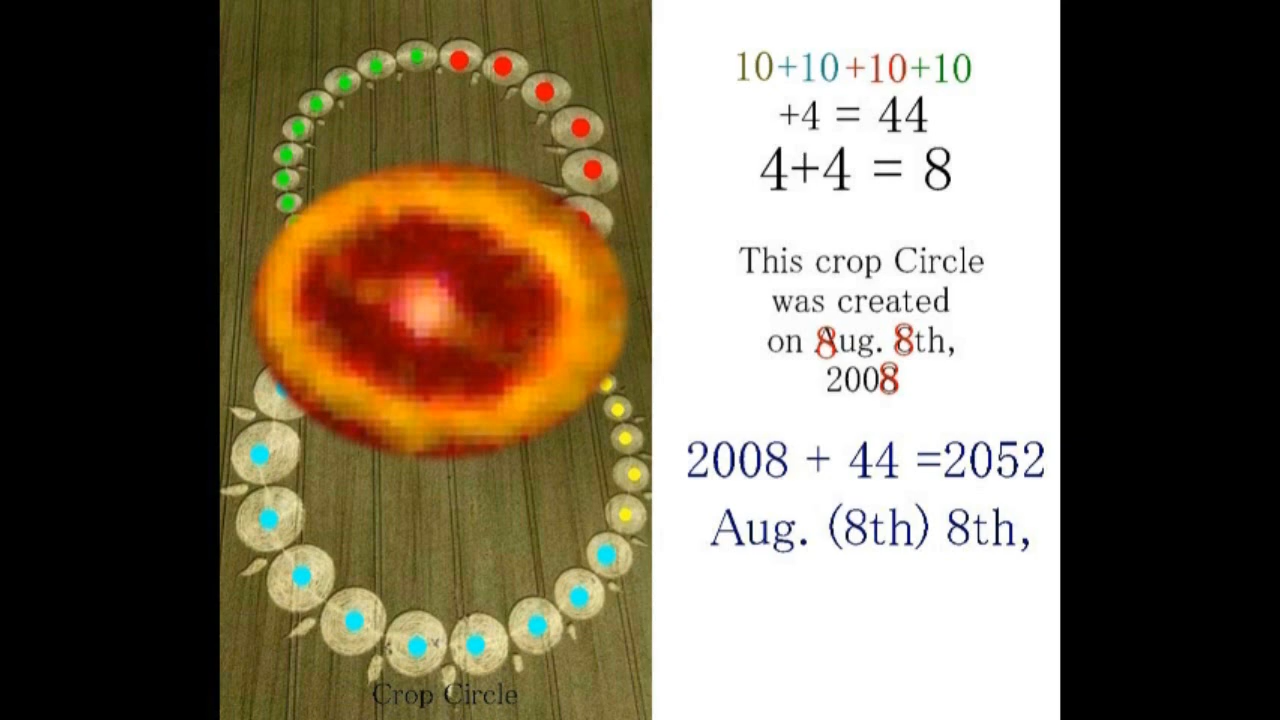 10+10+10+10
+4 = 44
4+4 = 8
This crop Circle
was created
on 8ug. 8th,
2008
2008 + 44 =2052
Aug. (8th) 8th,
Crop Circle